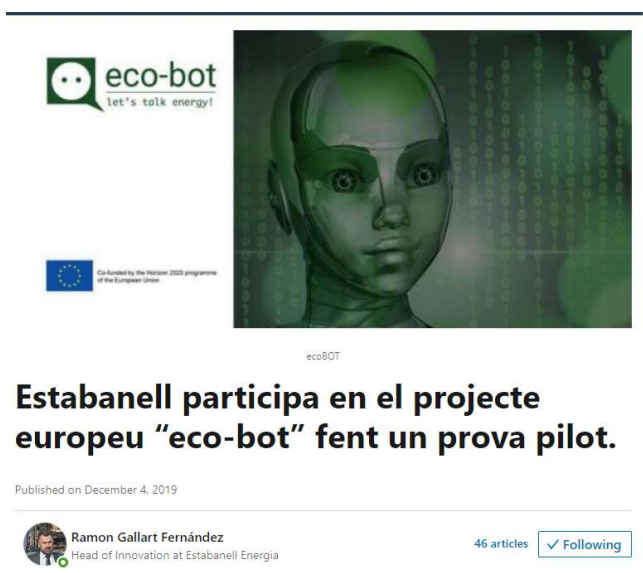 eco-bot
let's talk energy!
Co-funded by the Horizon 2020 programme
of the European Union
ecoBOT
Estabanell participa en el projecte
europeu “eco-bot” fent un prova pilot.
Published on December 4, 2019
Ramon Gallart Fernández
Head of Innovation at Estabanell Energia
46 articles
✓ Following